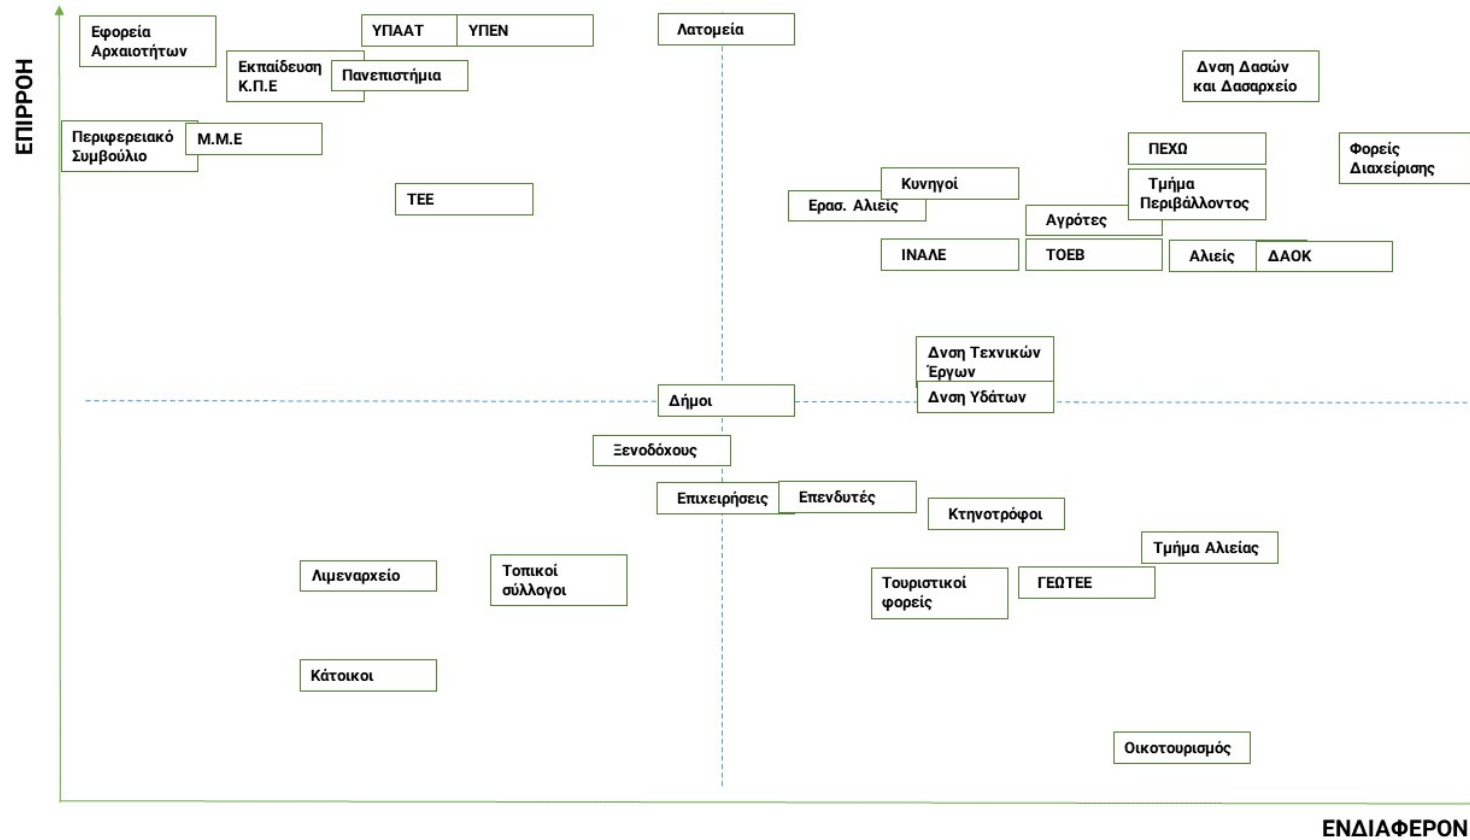 ΕΠΙΡΡΟΗ
Εφορεία
Αρχαιοτήτων
ΥΠΑΑΤ
ΥΠΕΝ
Λατομεία
Εκπαίδευση
Κ.Π.Ε
Πανεπιστήμια
Δνση Δασών
και Δασαρχείο
Περιφερειακό
Συμβούλιο
Μ.Μ.Ε
ΠΕΧΩ
Φορείς
Διαχείρισης
ΤΕΕ
Ερασ. Αλιείς
Κυνηγοί
Τμήμα
Περιβάλλοντος
Αγρότες
ΙΝΑΛΕ
ΤΟΕΒ
Αλιείς
ΔΑΟΚ
Δνση Τεχνικών
Έργων
Δνση Υδάτων
Δήμοι
Ξενοδόχους
Επιχειρήσεις
Επενδυτές
Κτηνοτρόφοι
Τμήμα Αλιείας
Λιμεναρχείο
Τοπικοί
σύλλογοι
Τουριστικοί
φορείς
ΓΕΩΤΕΕ
Κάτοικοι
Οικοτουρισμός
ΕΝΔΙΑΦΕΡΟΝ